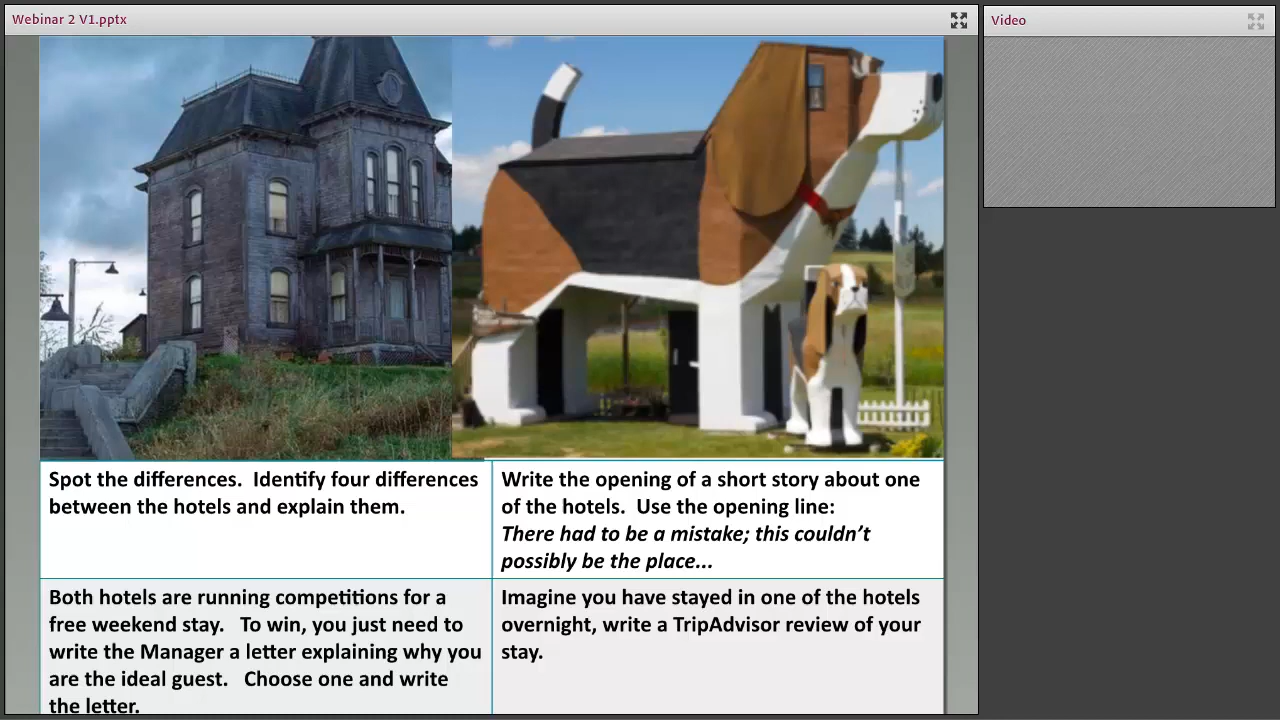 Webinar 2 V1.pptx
Video
Spot the differences.  Identify four differences
between the hotels and explain them.
Write the opening of a short story about one
of the hotels.  Use the opening line:
There had to be a mistake; this couldn’t
possibly be the place...
Both hotels are running competitions for a
free weekend stay.   To win, you just need to
write the Manager a letter explaining why you
are the ideal guest.   Choose one and write
the letter.
Imagine you have stayed in one of the hotels
overnight, write a TripAdvisor review of your
stay.